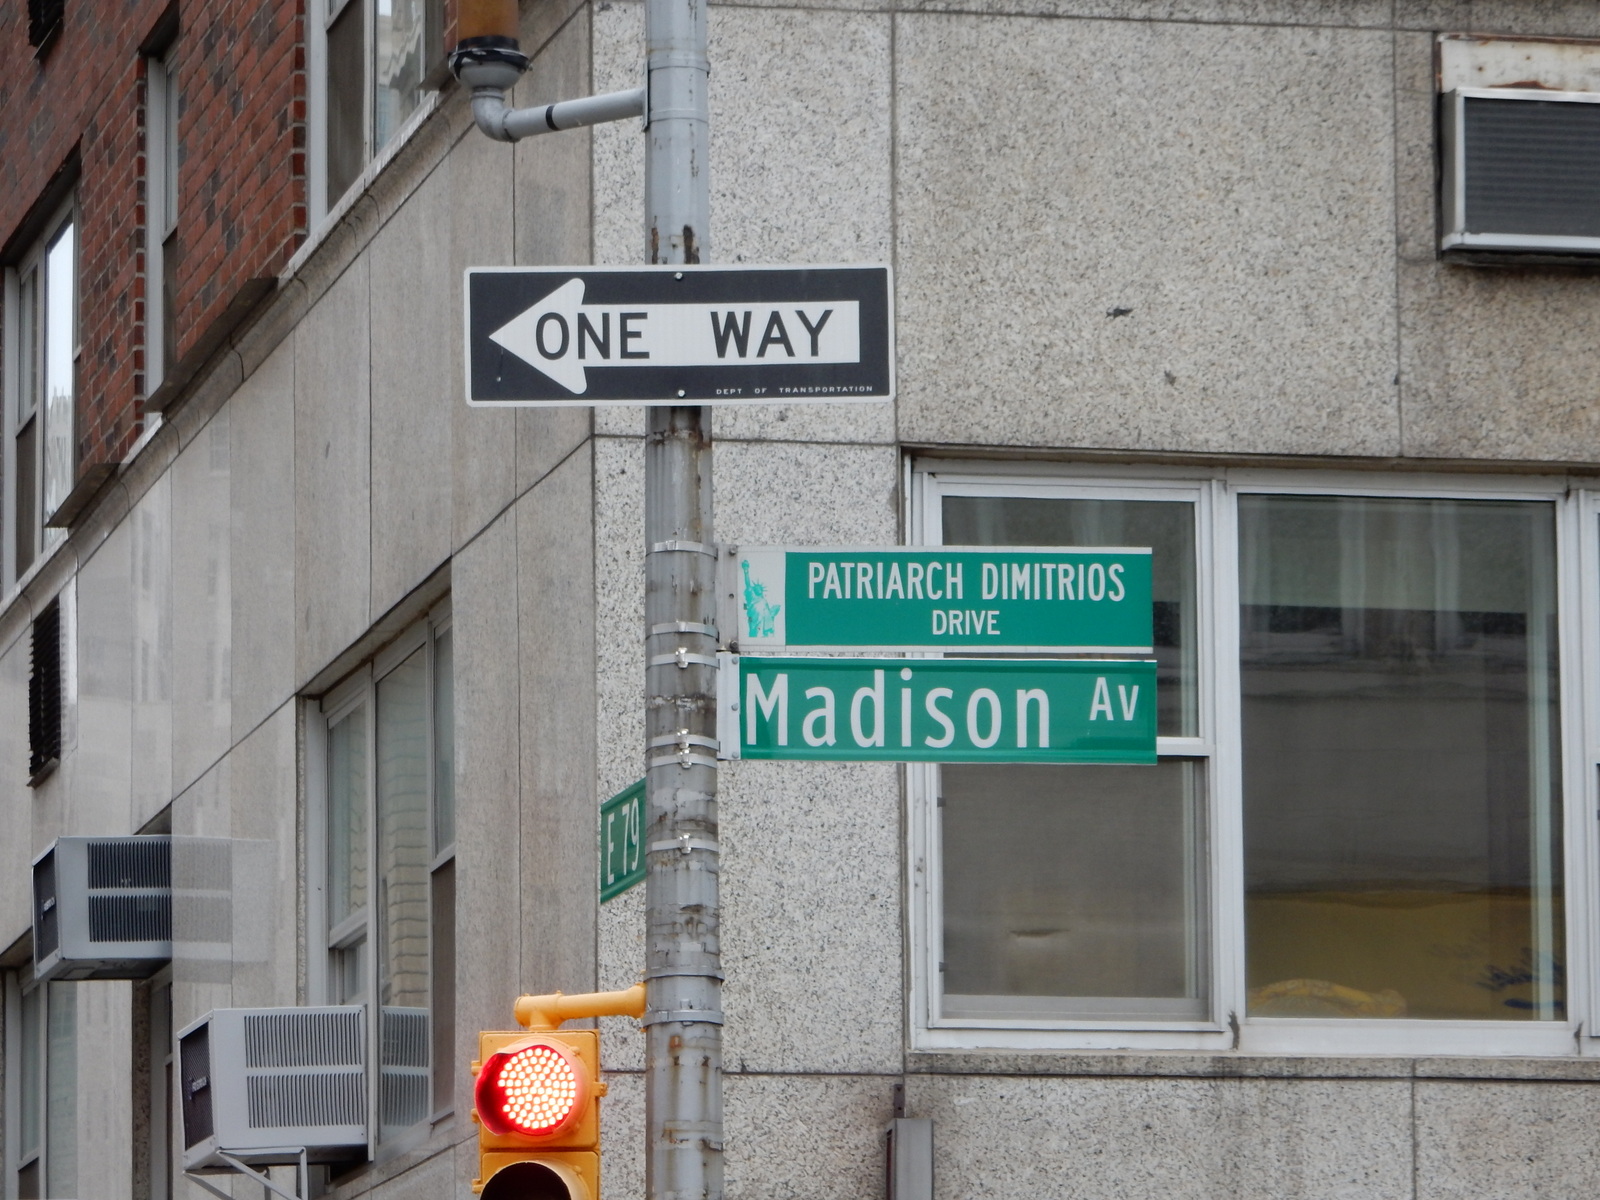 ONE WAY
DEPT OF TRANSPORTATION
PATRIARCH DIMITRIOS
DRIVE
Madison Av
E 79